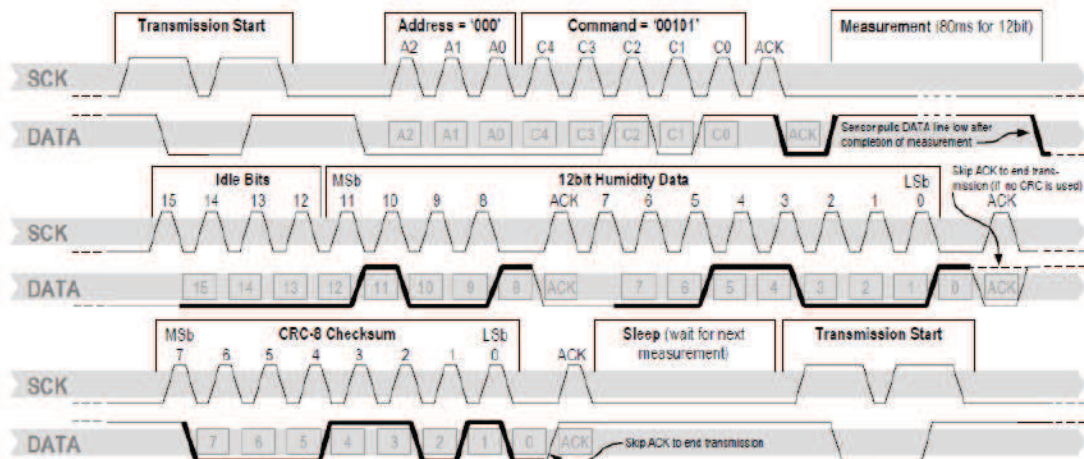 Transmission Start Address = '000' Command = '00101' Measurement (80ms for 12bit)
A2 A1 A0 C4 C3 C2 C1 C0 ACK
SCK
DATA A2 A1 A0 C4 C3 C2 C1 C0 ACK
Sensor pulls DATA line low after
completion of measurement
Idle Bits MSb 12bit Humidity Data LSb
Skip ACK to end trans-
mission (if no CRC is used)
15 14 13 12 11 10 9 8 ACK 7 6 5 4 3 2 1 0 ACK
SCK
DATA 15 14 13 12 11 10 9 8 ACK 7 6 5 4 3 2 1 0 ACK
MSb CRC-8 Checksum LSb Sleep (wait for next
measurement) Transmission Start
7 6 5 4 3 2 1 0 ACK
SCK
DATA 7 6 5 4 3 2 1 0 ACK
Skip ACK to end transmission